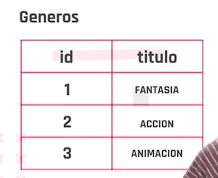 Generos
id titulo
1 FANTASIA
2 ACCION
3 ANIMACION